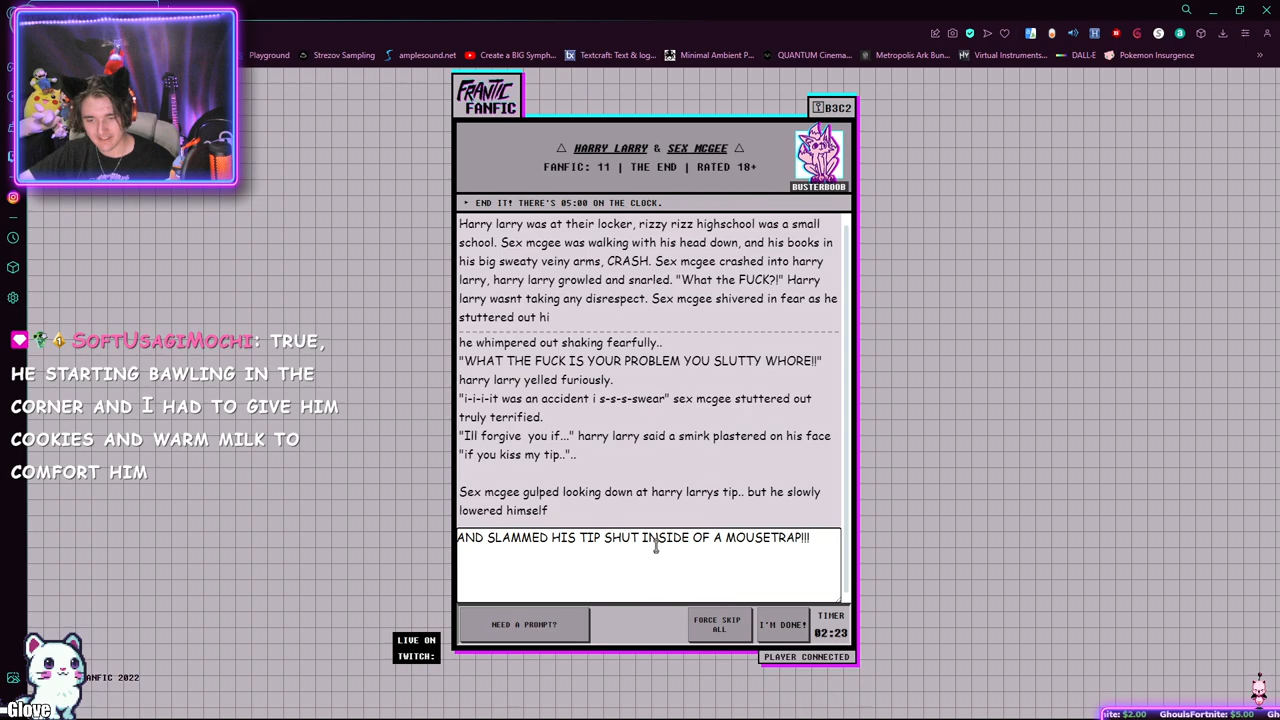 Playground
Strezov Sampling
amplesound.net
Create a BIG Symph...
Textcraft: Text & log...
Minimal Ambient P...
QUANTUM Cinema...
Metropolis Ark Bun...
Virtual Instruments...
DALL-E
Pokemon Insurgence
FRANTIC
FANFIC
B3C2
△ HARRY LARRY & SEX MCGEE △
FANFIC: 11 | THE END | RATED 18+
BUSTERBOOB
▸ END IT! THERE'S 05:00 ON THE CLOCK.
Harry larry was at their locker, rizzy rizz highschool was a small
school. Sex mcgee was walking with his head down, and his books in
his big sweaty veiny arms, CRASH. Sex mcgee crashed into harry
larry, harry larry growled and snarled. "What the FUCK?!" Harry
larry wasnt taking any disrespect. Sex mcgee shivered in fear as he
stuttered out hi
he whimpered out shaking fearfully..
"WHAT THE FUCK IS YOUR PROBLEM YOU SLUTTY WHORE!!"
harry larry yelled furiously.
"i-i-i-it was an accident i s-s-s-swear" sex mcgee stuttered out
truly terrified.
"Ill forgive  you if..." harry larry said a smirk plastered on his face
"if you kiss my tip.."..
Sex mcgee gulped looking down at harry larrys tip.. but he slowly
lowered himself
AND SLAMMED HIS TIP SHUT INSIDE OF A MOUSETRAP!!!
NEED A PROMPT?
FORCE SKIP
ALL
I'M DONE!
TIMER
02:23
PLAYER CONNECTED
SoftUsagiMochi: TRUE,
HE STARTING BAWLING IN THE
CORNER AND I HAD TO GIVE HIM
COOKIES AND WARM MILK TO
COMFORT HIM
LIVE ON
TWITCH:
FANFIC 2022
Glove
nite: $2.00 GhoulsFortnite: $5.00 Gh